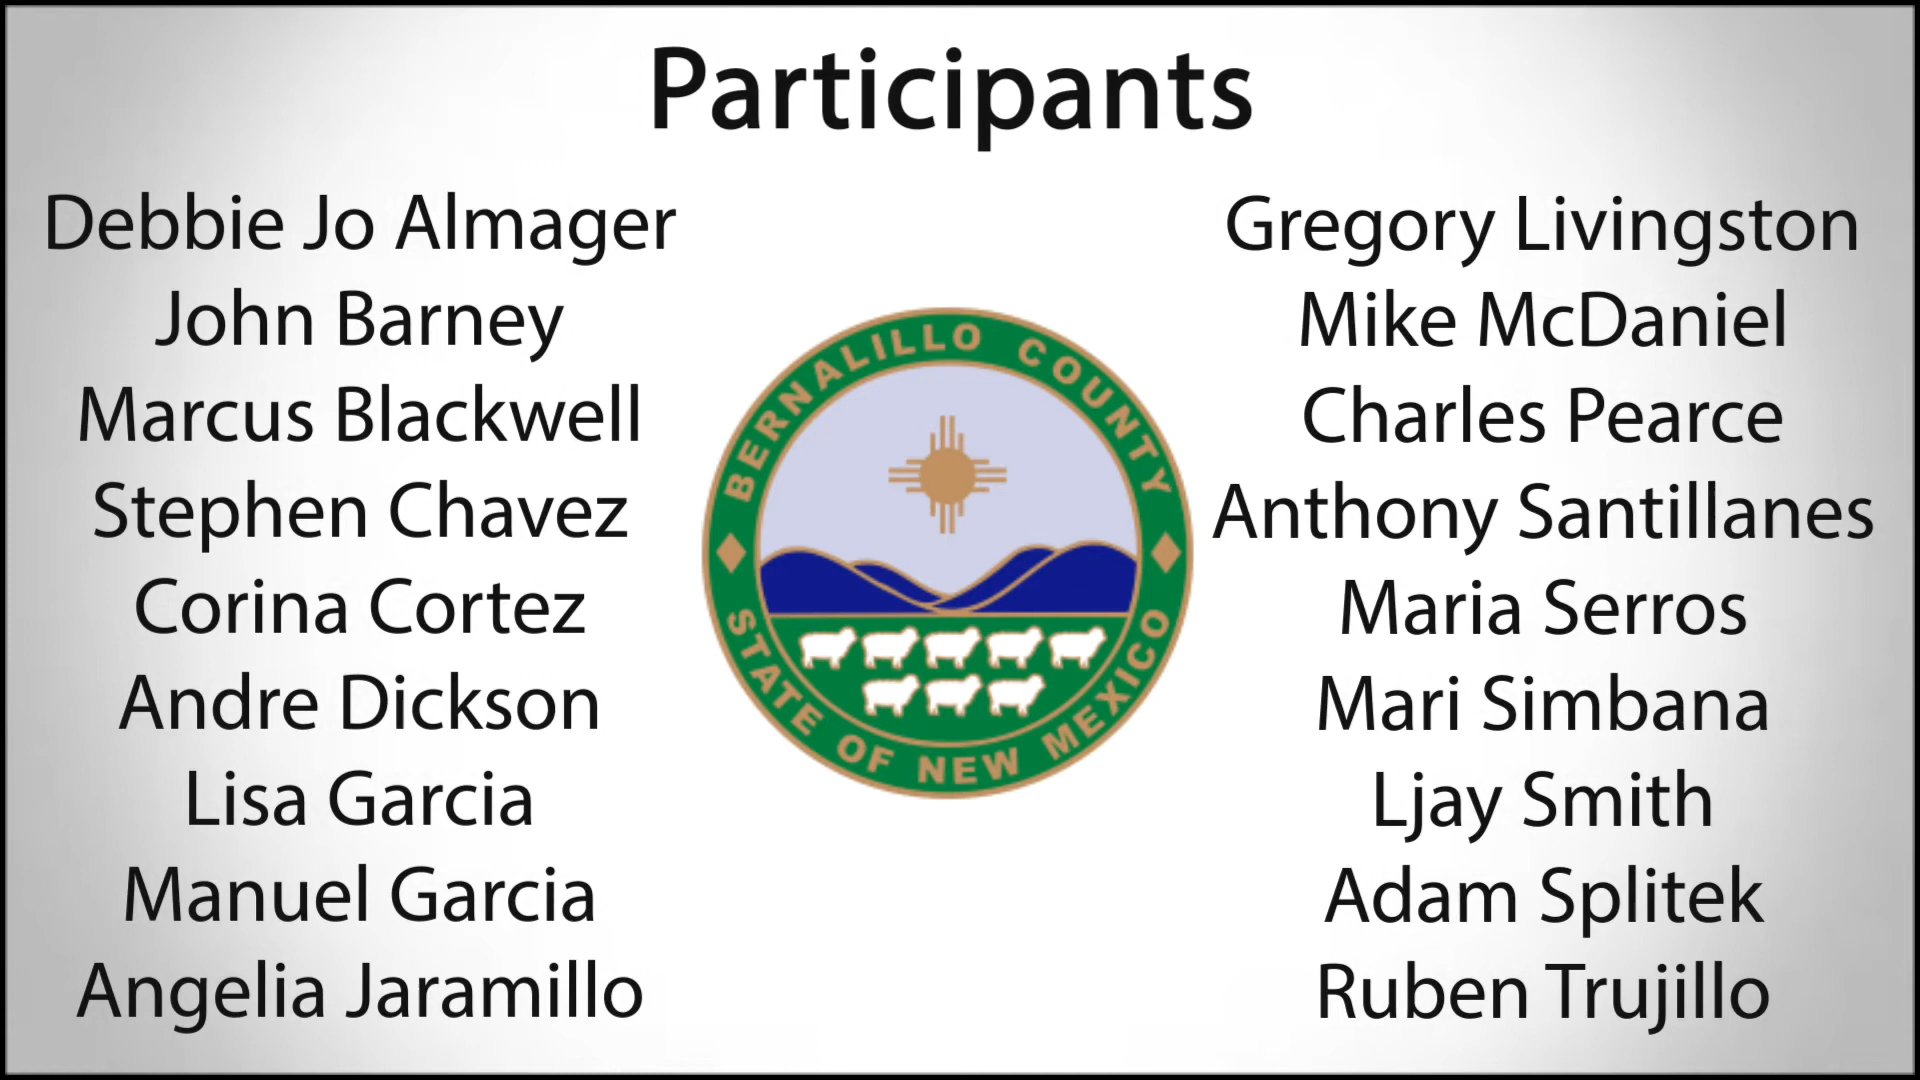 Participants
Debbie Jo Almager
John Barney
Marcus Blackwell
Stephen Chavez
Corina Cortez
Andre Dickson
Lisa Garcia
Manuel Garcia
Angelia Jaramillo
BERNALILLO COUNTY
STATE OF NEW MEXICO
Gregory Livingston
Mike McDaniel
Charles Pearce
Anthony Santillanes
Maria Serros
Mari Simbana
Ljay Smith
Adam Splitek
Ruben Trujillo